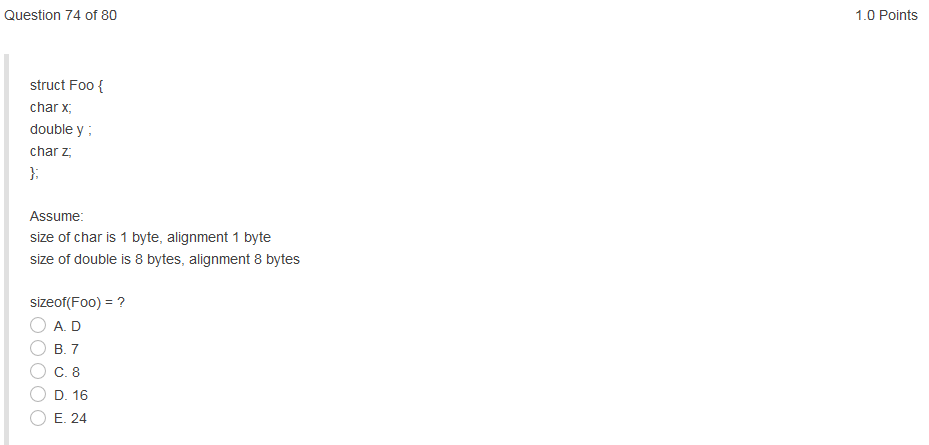 Question 74 of 80
1.0 Points
struct Foo {
char x;
double y ;
char z;
};
Assume:
size of char is 1 byte, alignment 1 byte
size of double is 8 bytes, alignment 8 bytes
sizeof(Foo) = ?
A. D
B. 7
C. 8
D. 16
E. 24